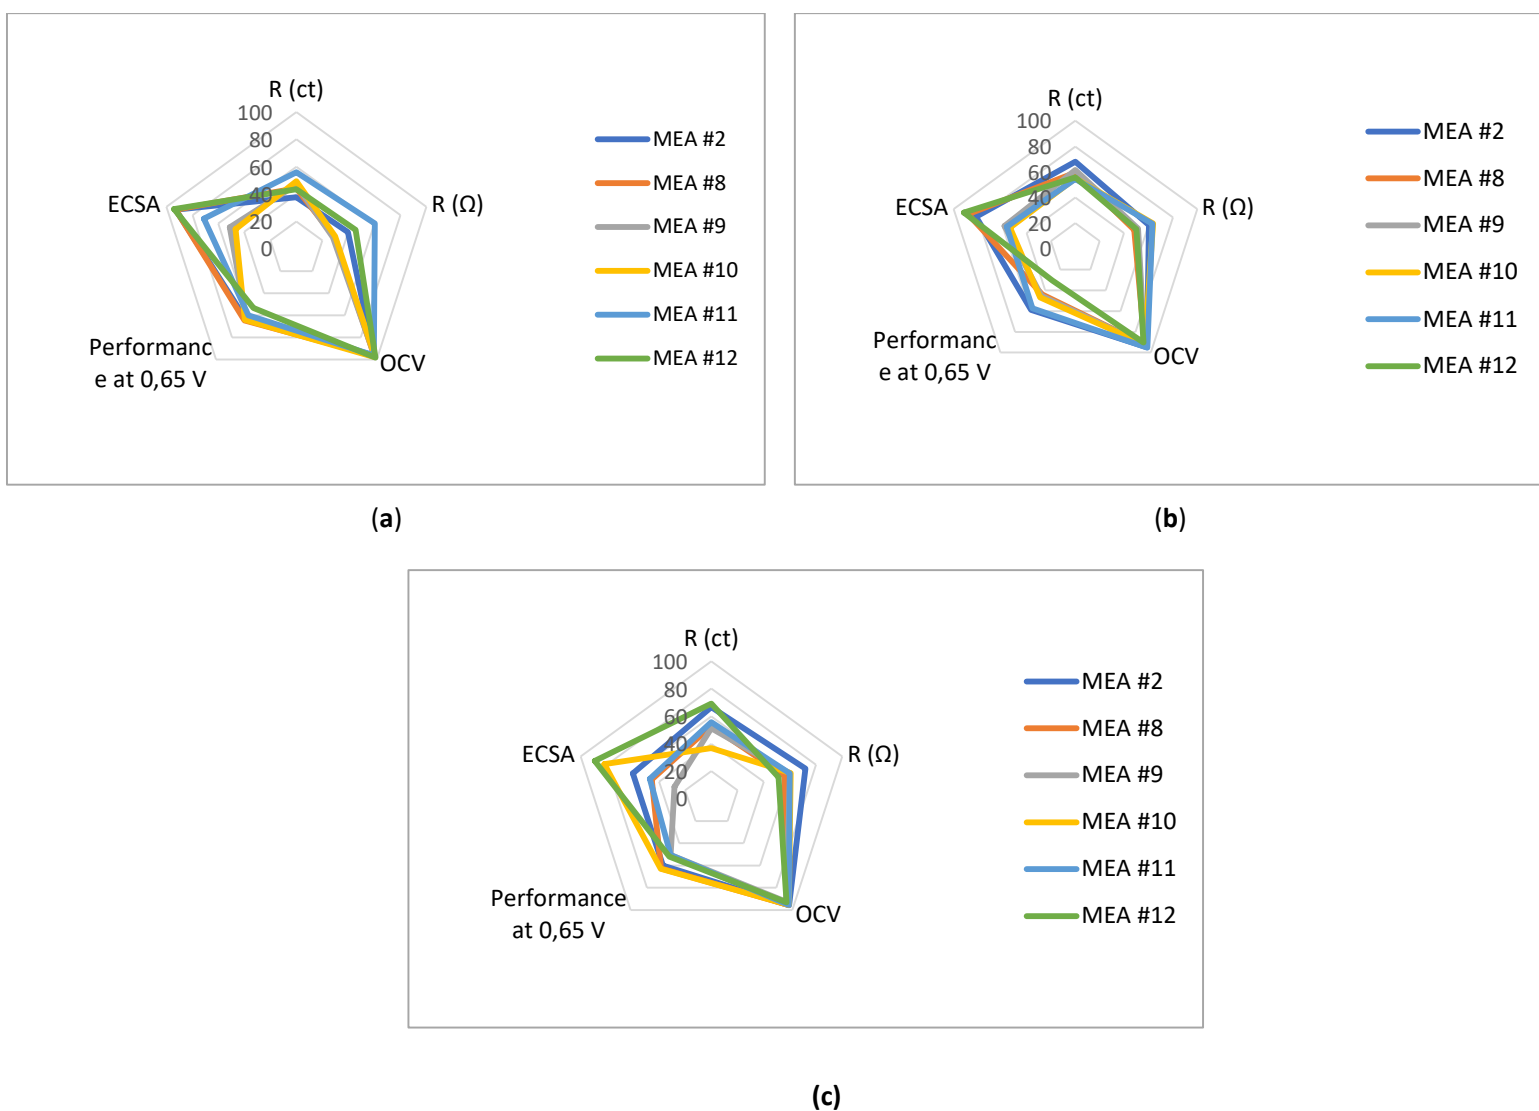 R (ct)
100
80
60
40
20
0
R (Ω)
OCV
Performanc
e at 0,65 V
ECSA
MEA #2
MEA #8
MEA #9
MEA #10
MEA #11
MEA #12
(a)
R (ct)
100
80
60
40
20
0
R (Ω)
OCV
Performanc
e at 0,65 V
ECSA
MEA #2
MEA #8
MEA #9
MEA #10
MEA #11
MEA #12
(b)
R (ct)
100
80
60
40
20
0
R (Ω)
OCV
Performance
at 0,65 V
ECSA
MEA #2
MEA #8
MEA #9
MEA #10
MEA #11
MEA #12
(c)